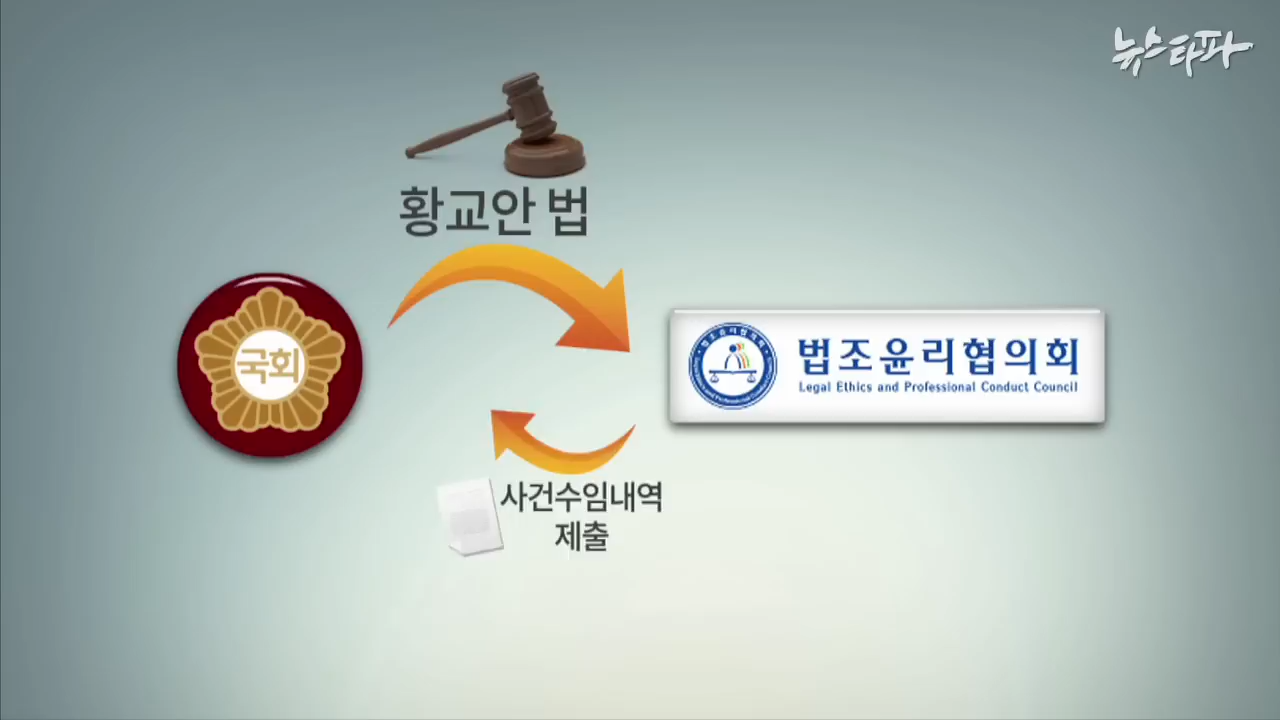 뉴스타파
황교안 법
국회
법조윤리협의회
Legal Ethics and Professional Conduct Council
사건수임내역
제출